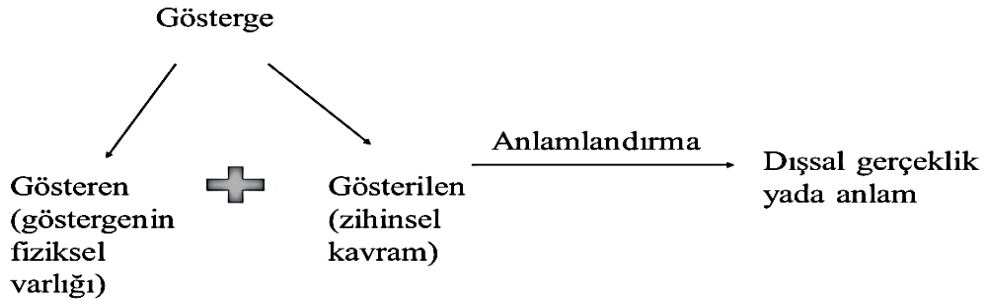 Gösterge
Anlamlandırma
Gösteren
(göstergenin
fiziksel
varlığı)
Gösterilen
(zihinsel
kavram)
Dışsal gerçeklik
yada anlam